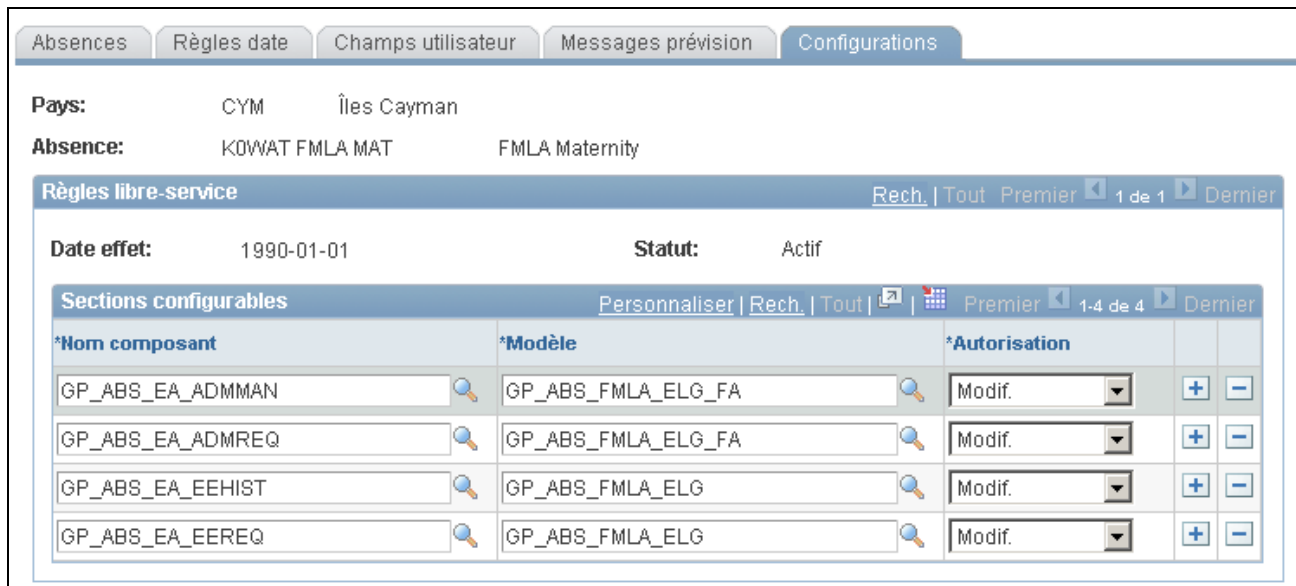 Absences Règles date Champs utilisateur Messages prévision Configurations
Pays: CYM Îles Cayman
Absence: K0WAT FMLA MAT FMLA Maternity
Règles libre-service Rech. | Tout Premier 1 de 1 Dernier
Date effet: 1990-01-01 Statut: Actif
Sections configurables Personnaliser | Rech. | Tout | | Premier 1-4 de 4 Dernier
*Nom composant *Modèle *Autorisation
GP_ABS_EA_ADMMAN GP_ABS_FMLA_ELG_FA Modif.
GP_ABS_EA_ADMREQ GP_ABS_FMLA_ELG_FA Modif.
GP_ABS_EA_EEHIST GP_ABS_FMLA_ELG Modif.
GP_ABS_EA_EEREQ GP_ABS_FMLA_ELG Modif.